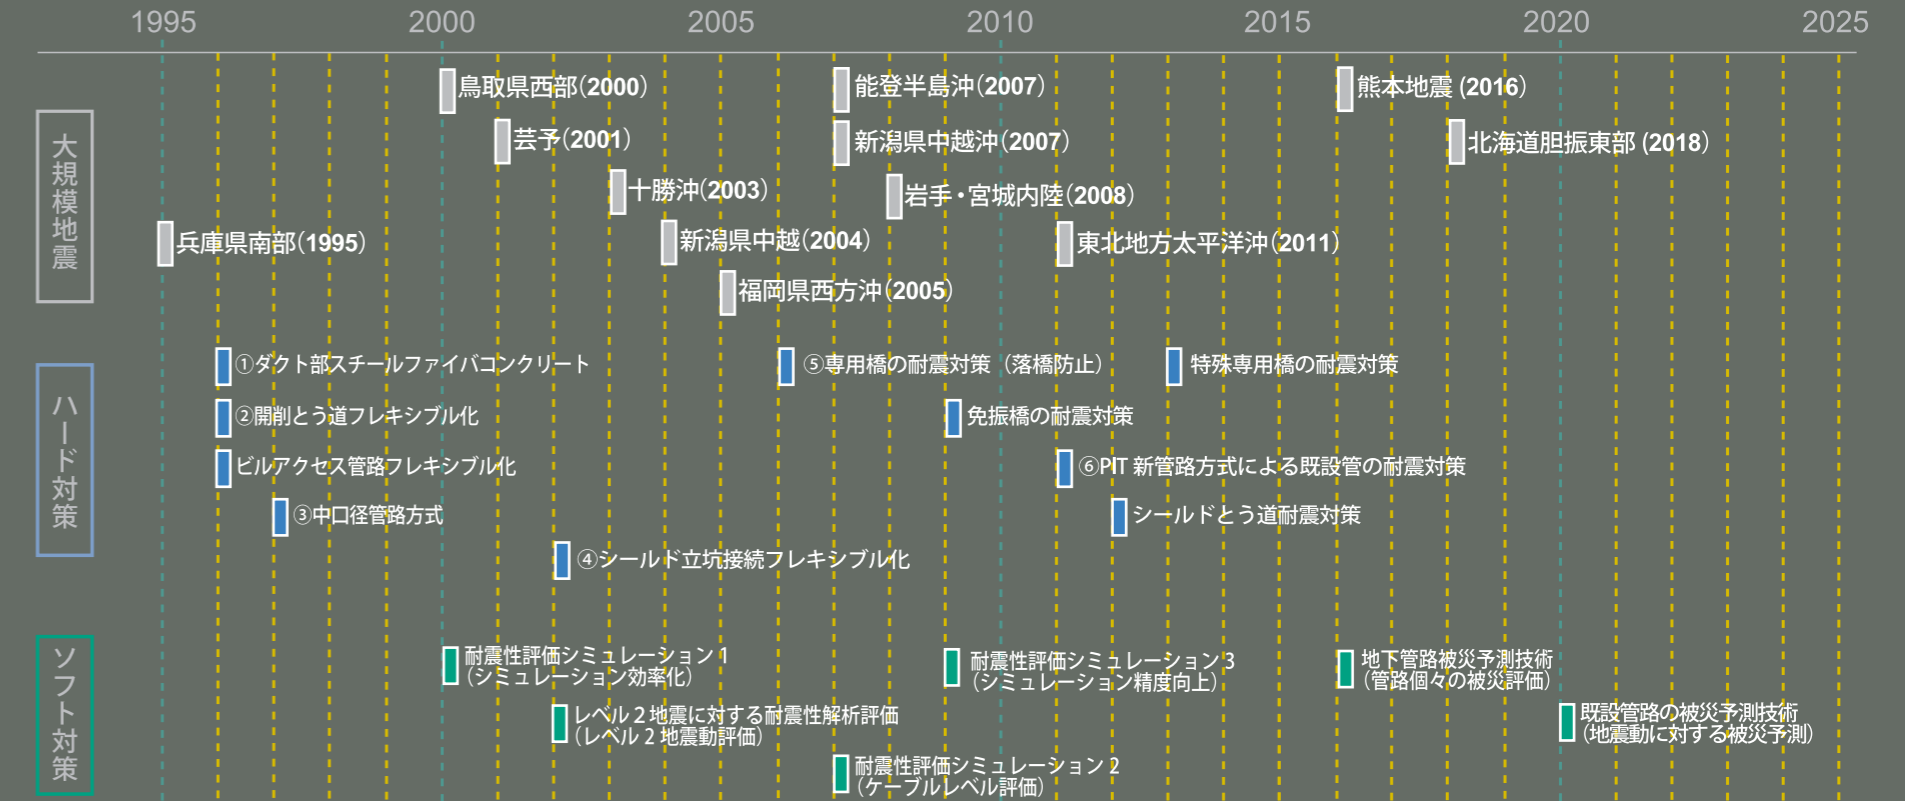 1995 2000 2005 2010 2015 2020 2025
大規模地震
鳥取県西部(2000)
能登半島沖(2007)
熊本地震 (2016)
芸予(2001)
新潟県中越沖(2007)
北海道胆振東部 (2018)
十勝沖(2003)
岩手・宮城内陸(2008)
兵庫県南部(1995)
新潟県中越(2004)
東北地方太平洋沖(2011)
福岡県西方沖(2005)
ハード対策
①ダクト部スチールファイバコンクリート
⑤専用橋の耐震対策（落橋防止）
特殊専用橋の耐震対策
②開削とう道フレキシブル化
免振橋の耐震対策
ビルアクセス管路フレキシブル化
⑥PIT 新管路方式による既設管の耐震対策
③中口径管路方式
シールドとう道耐震対策
④シールド立坑接続フレキシブル化
ソフト対策
耐震性評価シミュレーション 1
（シミュレーション効率化）
耐震性評価シミュレーション 3
（シミュレーション精度向上）
地下管路被災予測技術
（管路個々の被災評価）
レベル 2 地震に対する耐震性解析評価
（レベル 2 地震動評価）
既設管路の被災予測技術
（地震動に対する被災予測）
耐震性評価シミュレーション 2
（ケーブルレベル評価）